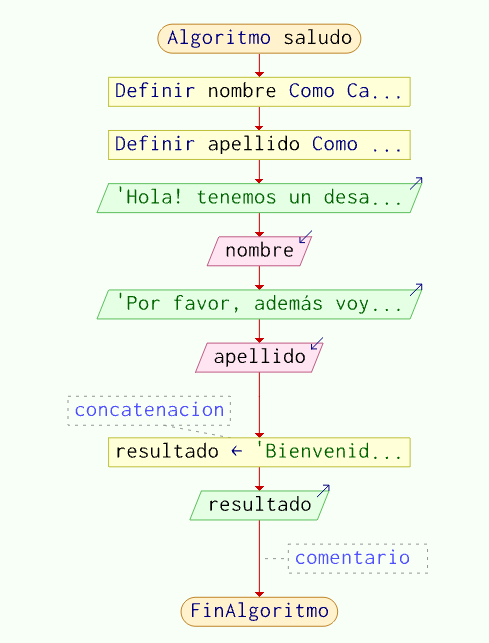 Algoritmo saludo
Definir nombre Como Ca...
Definir apellido Como ...
'Hola! tenemos un desa...
nombre
'Por favor, además voy...
apellido
concatenacion
resultado ← 'Bienvenid...
resultado
comentario
FinAlgoritmo